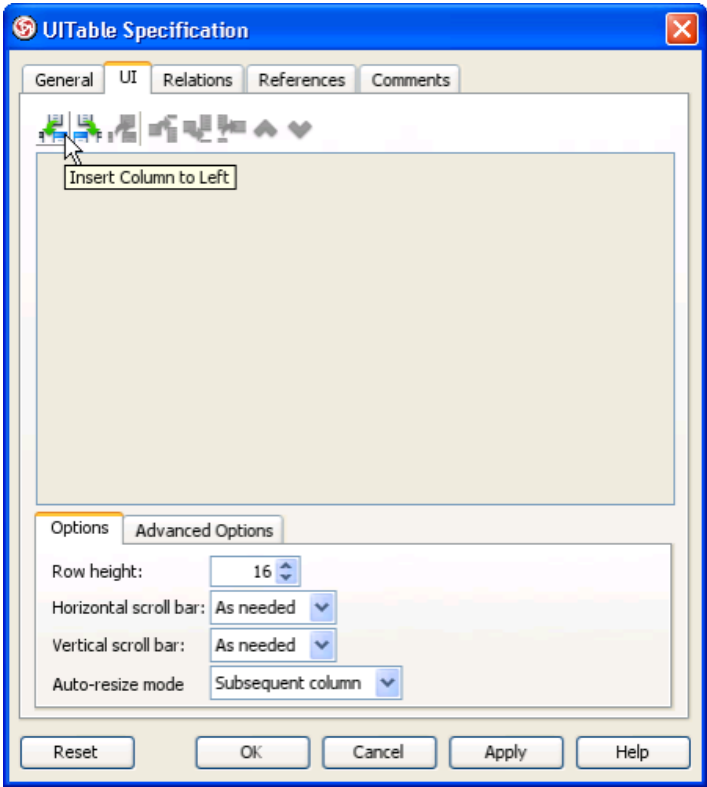 UITable Specification
General UI Relations References Comments
Insert Column to Left
Options Advanced Options
Row height: 16
Horizontal scroll bar: As needed
Vertical scroll bar: As needed
Auto-resize mode Subsequent column
Reset OK Cancel Apply Help